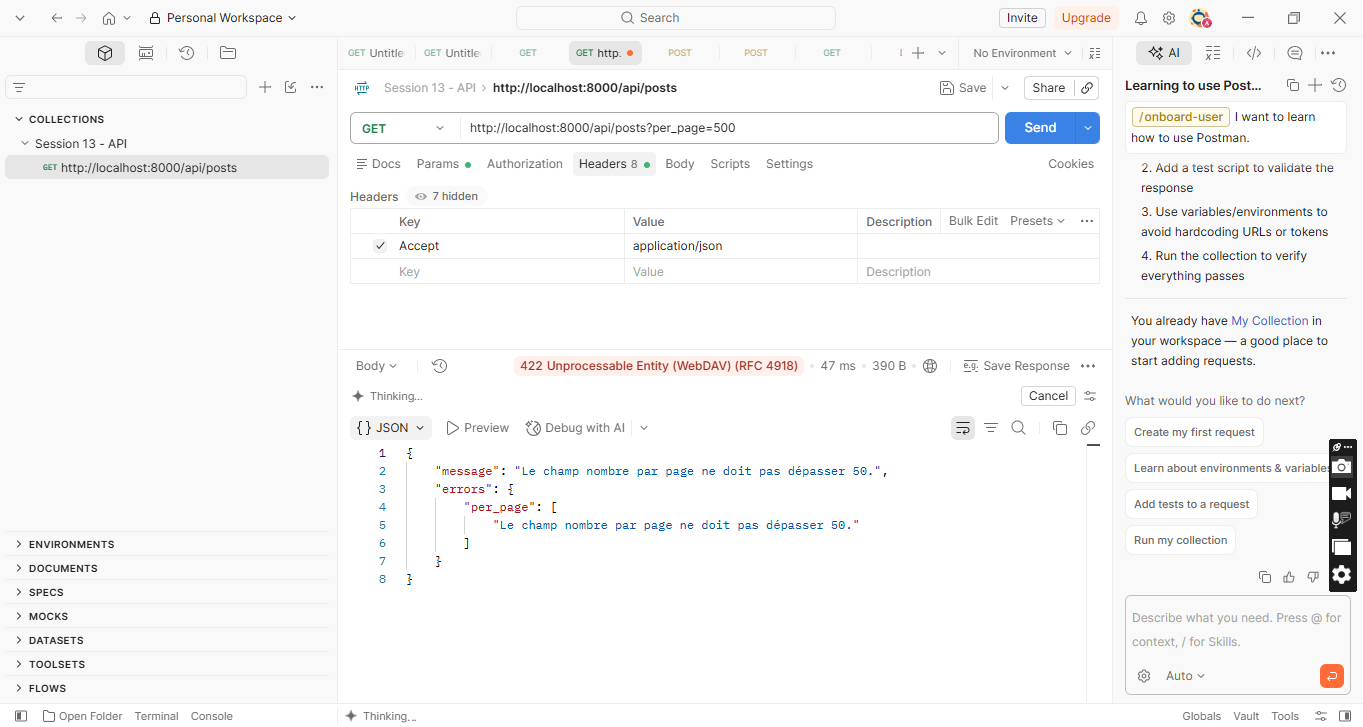 Personal Workspace
Search
Invite
Upgrade
GET Untitle
GET Untitle
GET
GET http:
POST
POST
GET
No Environment
AI
COLLECTIONS
Session 13 - API
GET http://localhost:8000/api/posts
ENVIRONMENTS
DOCUMENTS
SPECS
MOCKS
DATASETS
TOOLSETS
FLOWS
HTTP Session 13 - API > http://localhost:8000/api/posts
Save
Share
GET http://localhost:8000/api/posts?per_page=500
Send
Docs Params Authorization Headers 8 Body Scripts Settings
Cookies
Headers 7 hidden
Key Value Description Bulk Edit Presets
Accept application/json
Key Value Description
Body
422 Unprocessable Entity (WebDAV) (RFC 4918) 47 ms 390 B
e.g. Save Response
Thinking...
Cancel
{} JSON Preview Debug with AI
1 {
2 "message": "Le champ nombre par page ne doit pas dépasser 50.",
3 "errors": {
4 "per_page": [
5 "Le champ nombre par page ne doit pas dépasser 50."
6 ]
7 }
8 }
Learning to use Post...
/onboard-user I want to learn
how to use Postman.
2. Add a test script to validate the
response
3. Use variables/environments to
avoid hardcoding URLs or tokens
4. Run the collection to verify
everything passes
You already have My Collection in
your workspace — a good place to
start adding requests.
What would you like to do next?
Create my first request
Learn about environments & variables
Add tests to a request
Run my collection
Describe what you need. Press @ for
context, / for Skills.
Auto
Open Folder Terminal Console
Thinking...
Globals Vault Tools